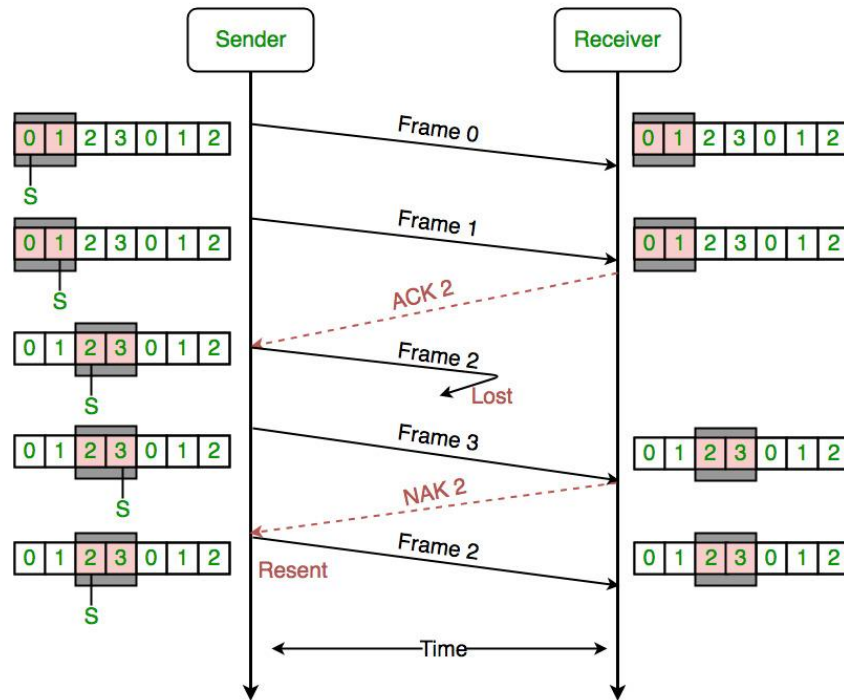 Sender
Receiver
0 1 2 3 0 1 2
Frame 0
0 1 2 3 0 1 2
S
0 1 2 3 0 1 2
Frame 1
0 1 2 3 0 1 2
S
ACK 2
0 1 2 3 0 1 2
Frame 2
Lost
S
0 1 2 3 0 1 2
Frame 3
0 1 2 3 0 1 2
S
NAK 2
0 1 2 3 0 1 2
Frame 2
0 1 2 3 0 1 2
Resent
S
Time